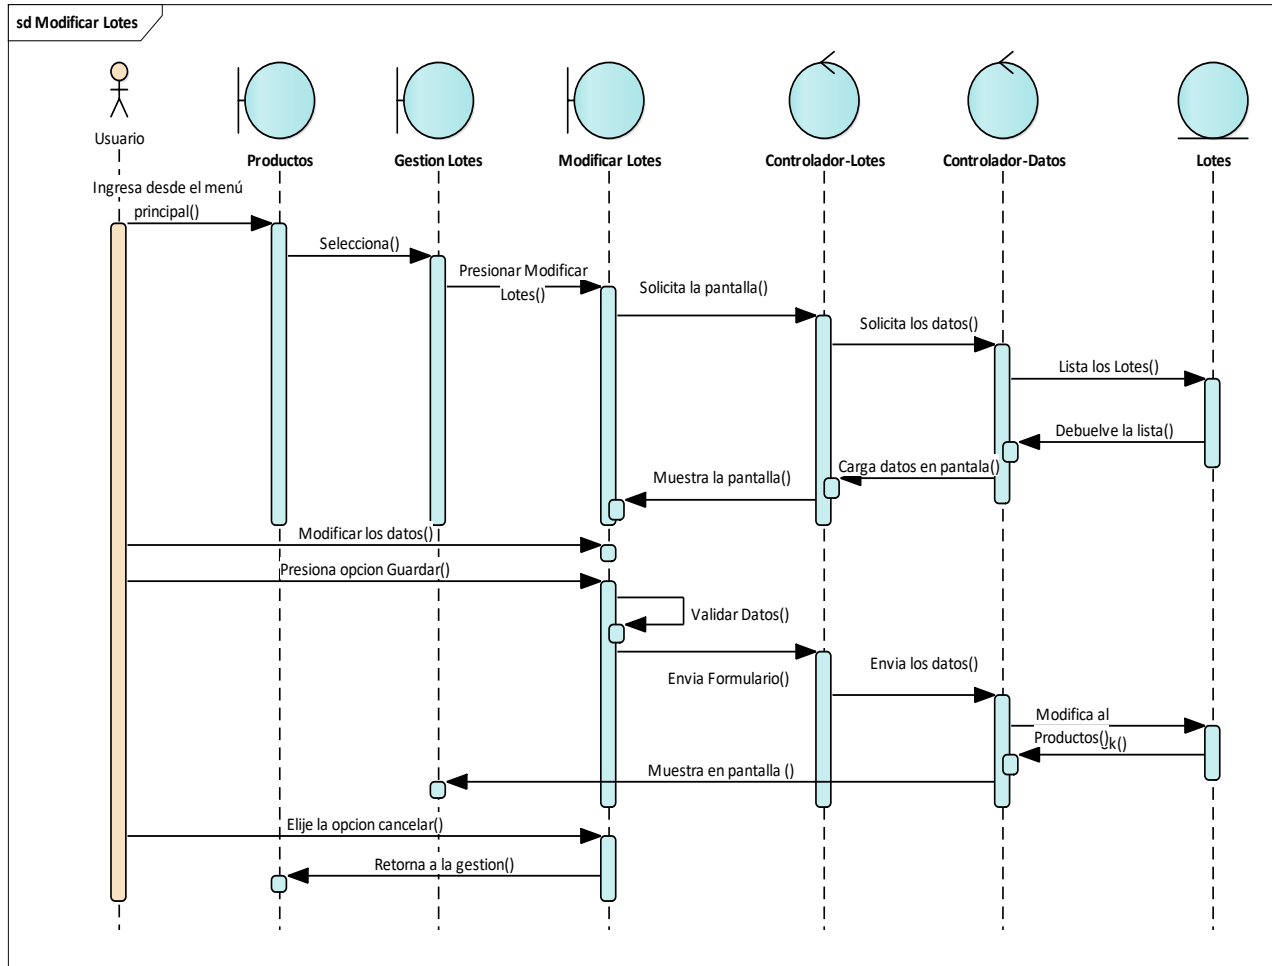 sd Modificar Lotes
Usuario
Productos
Gestion Lotes
Modificar Lotes
Controlador-Lotes
Controlador-Datos
Lotes
Ingresa desde el menú
principal()
Selecciona()
Presionar Modificar
Lotes()
Solicita la pantalla()
Solicita los datos()
Lista los Lotes()
Debuelve la lista()
Carga datos en pantala()
Muestra la pantalla()
Modificar los datos()
Presiona opcion Guardar()
Validar Datos()
Envia Formulario()
Envia los datos()
Modifica al
Productos()
Muestra en pantalla ()
Elije la opcion cancelar()
Retorna a la gestion()